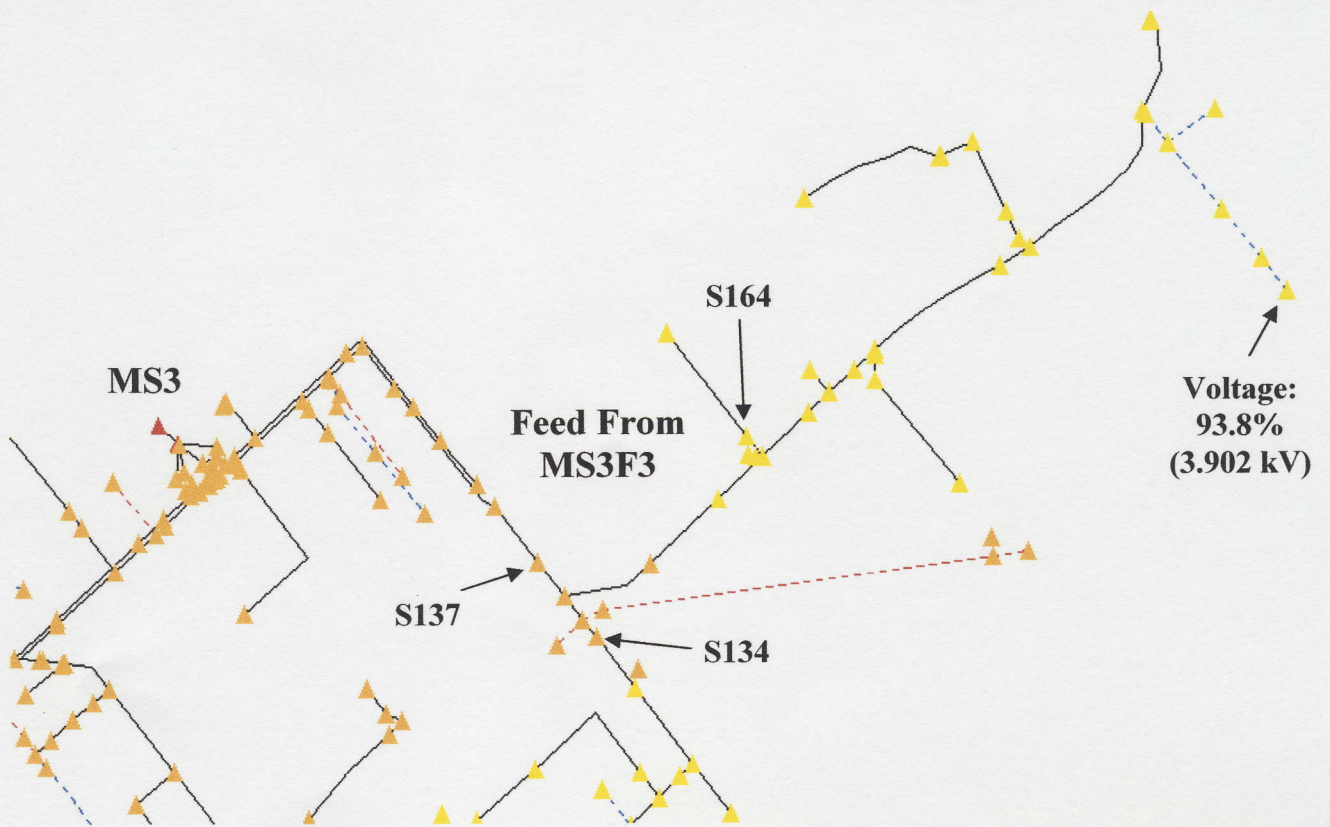 S164
MS3
Feed From
MS3F3
Voltage:
93.8%
(3.902 kV)
S137
S134